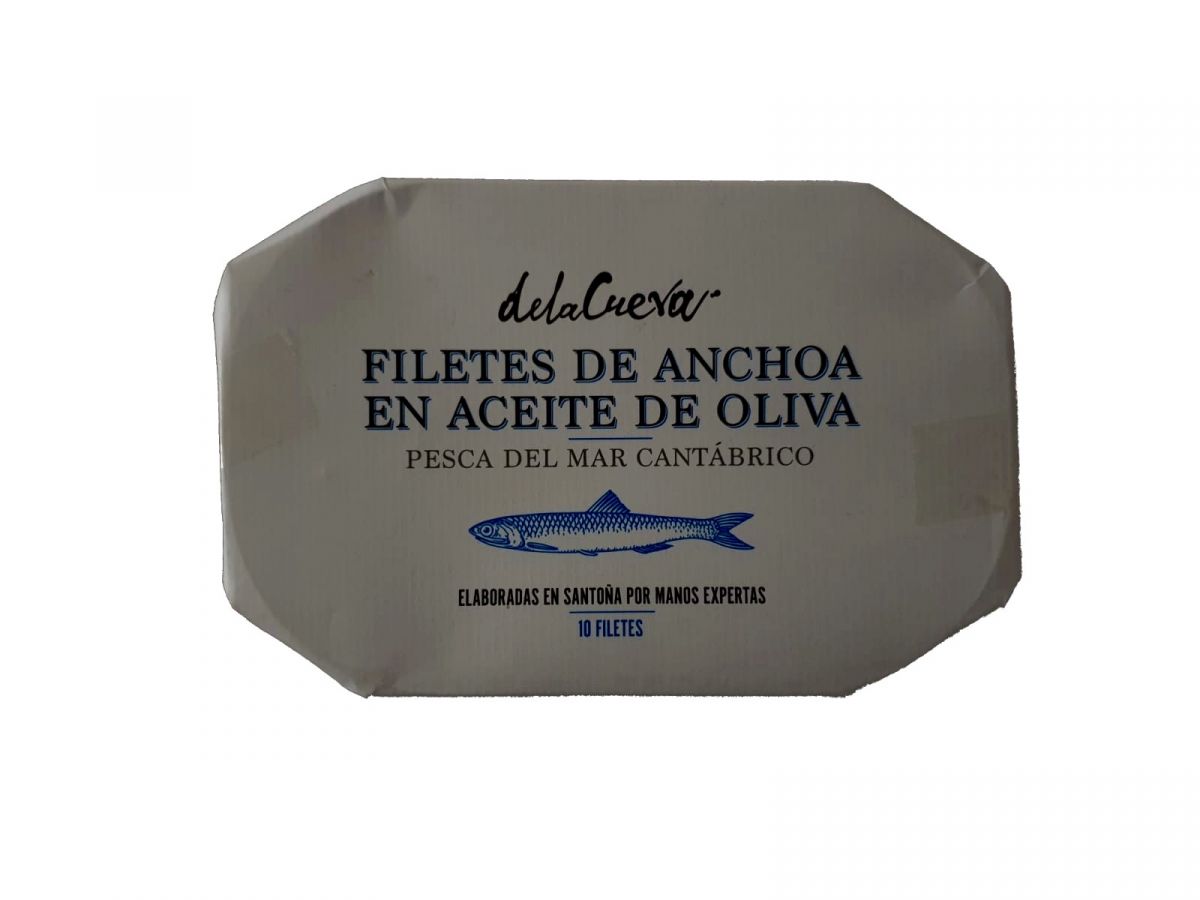 delaCueva
FILETES DE ANCHOA
EN ACEITE DE OLIVA
PESCA DEL MAR CANTÁBRICO
ELABORADAS EN SANTOÑA POR MANOS EXPERTAS
10 FILETES